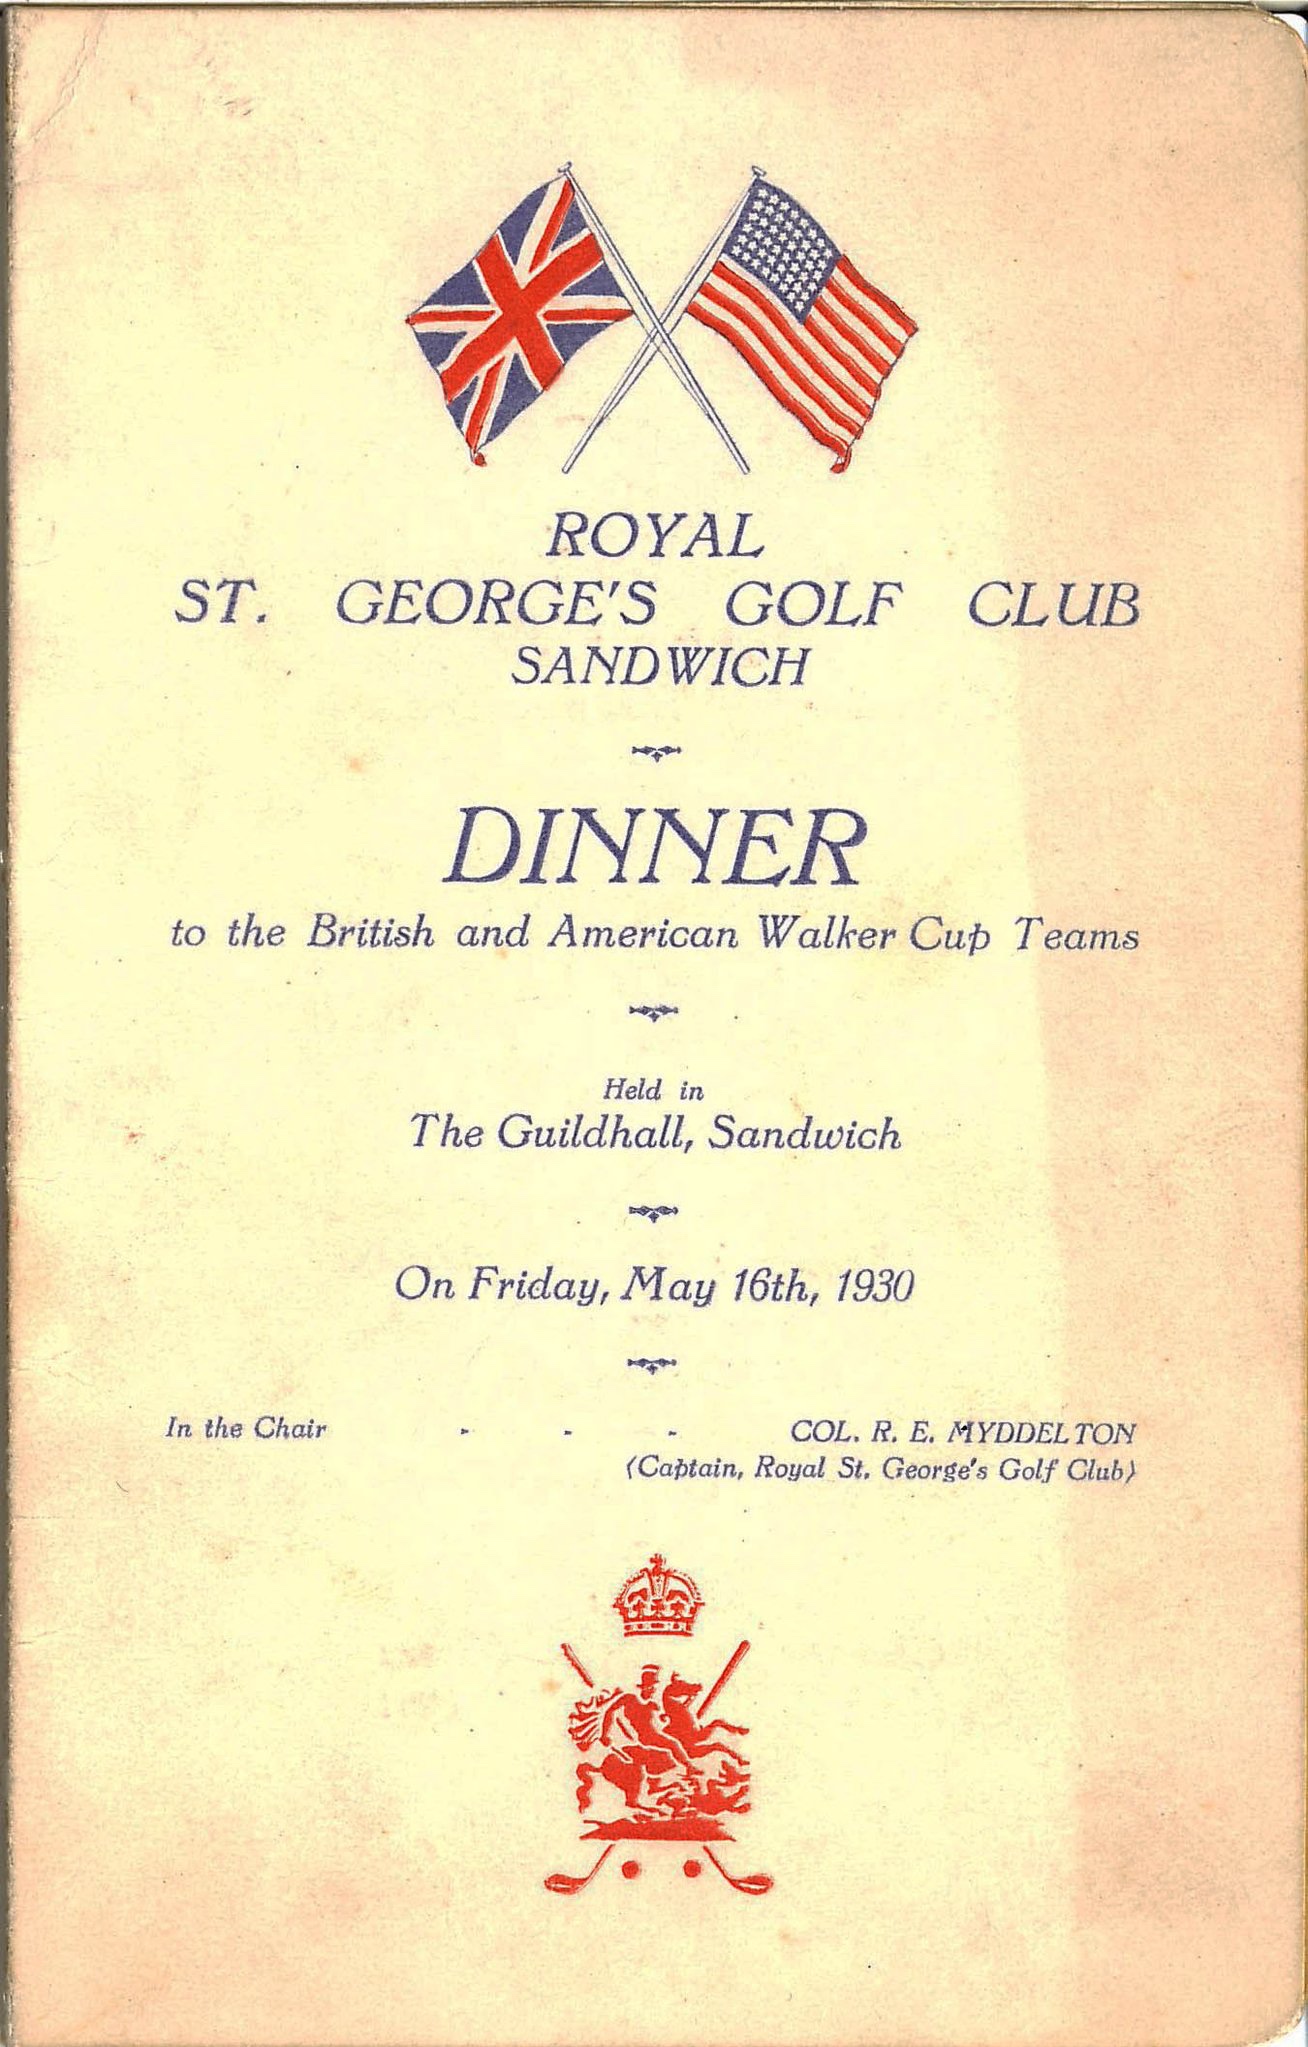 ROYAL
ST. GEORGE'S GOLF CLUB
SANDWICH
DINNER
to the British and American Walker Cup Teams
Held in
The Guildhall, Sandwich
On Friday, May 16th, 1930
In the Chair - - - COL. R. E. MYDDELTON
(Captain, Royal St. George's Golf Club)